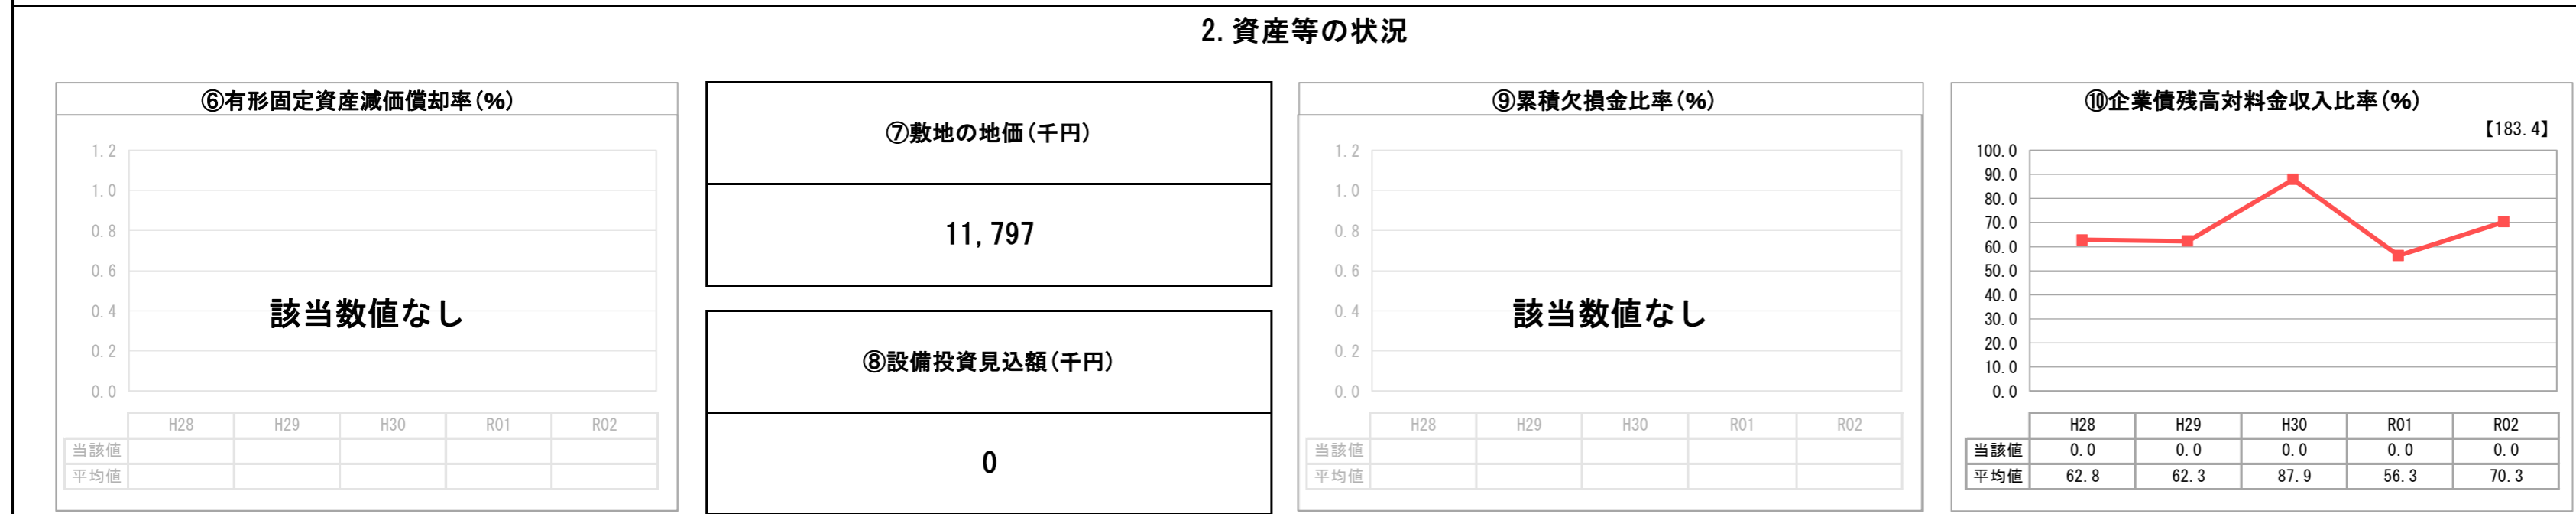 2.資産等の状況
⑥有形固定資産減価償却率(%)
1.2
1.0
0.8
0.6
0.4
0.2
0.0
該当数値なし
H28 H29 H30 R01 R02
当該値
平均値
⑦敷地の地価(千円)
11,797
⑧設備投資見込額(千円)
0
⑨累積欠損金比率(%)
1.2
1.0
0.8
0.6
0.4
0.2
0.0
該当数値なし
H28 H29 H30 R01 R02
当該値
平均値
⑩企業債残高対料金収入比率(%)
【183.4】
100.0
90.0
80.0
70.0
60.0
50.0
40.0
30.0
20.0
10.0
0.0
H28 H29 H30 R01 R02
当該値 0.0 0.0 0.0 0.0 0.0
平均値 62.8 62.3 87.9 56.3 70.3